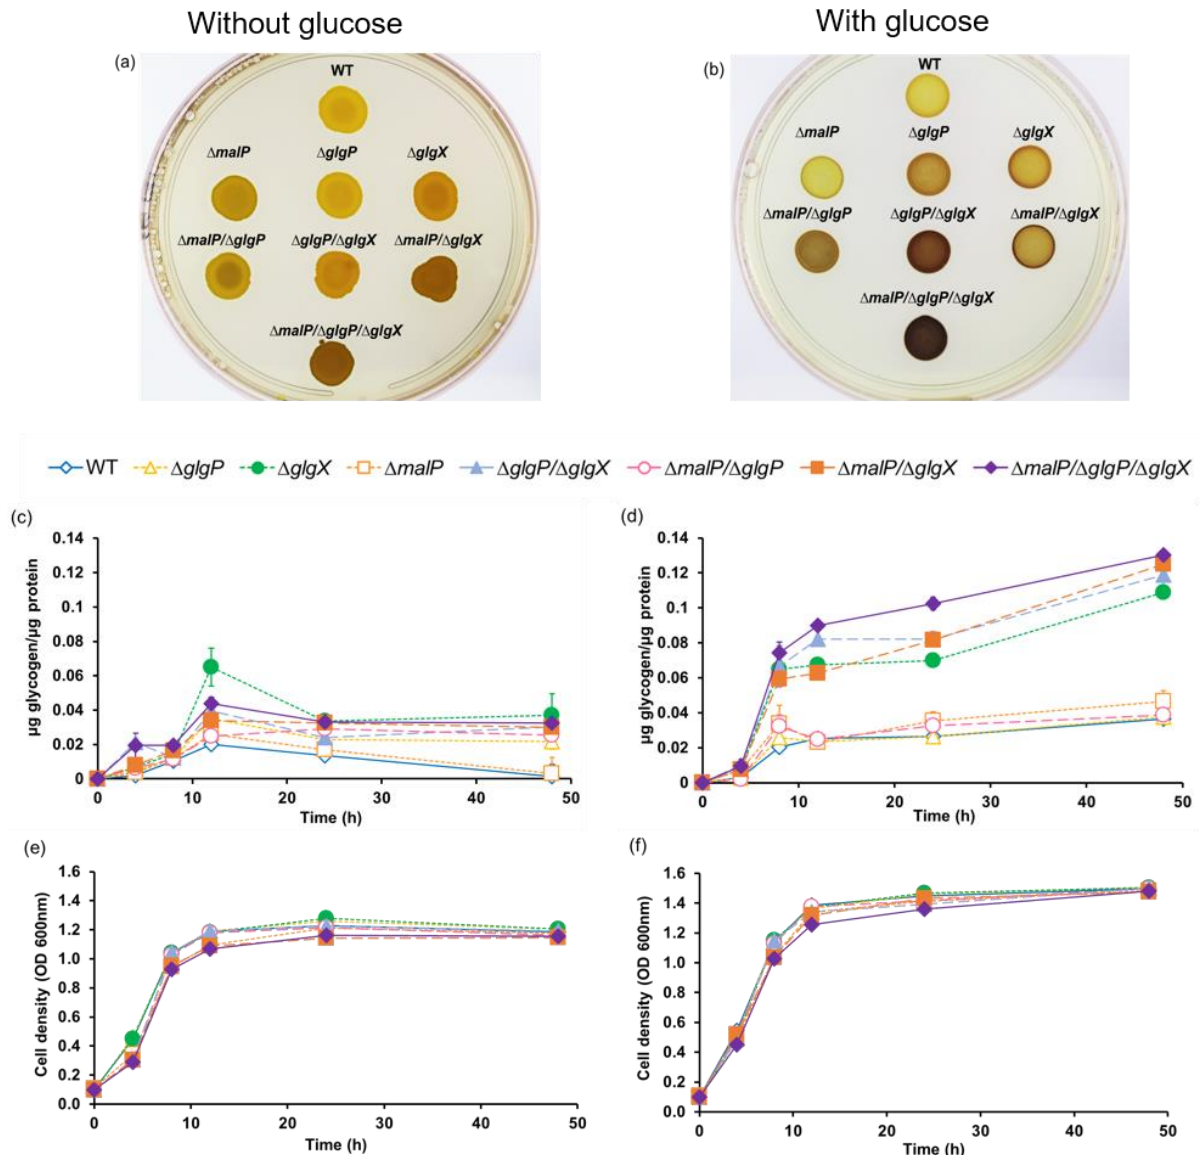 Without glucose
With glucose
(a)
WT
ΔmalP
ΔglgP
ΔglgX
ΔmalP/ΔglgP
ΔglgP/ΔglgX
ΔmalP/ΔglgX
ΔmalP/ΔglgP/ΔglgX
(b)
WT
ΔmalP
ΔglgP
ΔglgX
ΔmalP/ΔglgP
ΔglgP/ΔglgX
ΔmalP/ΔglgX
ΔmalP/ΔglgP/ΔglgX
WT ΔglgP ΔglgX ΔmalP ΔglgP/ΔglgX ΔmalP/ΔglgP ΔmalP/ΔglgX ΔmalP/ΔglgP/ΔglgX
(c)
µg glycogen/µg protein
0.14
0.12
0.1
0.08
0.06
0.04
0.02
0
0 10 20 30 40 50
Time (h)
(d)
µg glycogen/µg protein
0.14
0.12
0.1
0.08
0.06
0.04
0.02
0
0 10 20 30 40 50
Time (h)
(e)
Cell density (OD 600nm)
1.6
1.4
1.2
1.0
0.8
0.6
0.4
0.2
0.0
0 10 20 30 40 50
Time (h)
(f)
Cell density (OD 600nm)
1.6
1.4
1.2
1.0
0.8
0.6
0.4
0.2
0.0
0 10 20 30 40 50
Time (h)